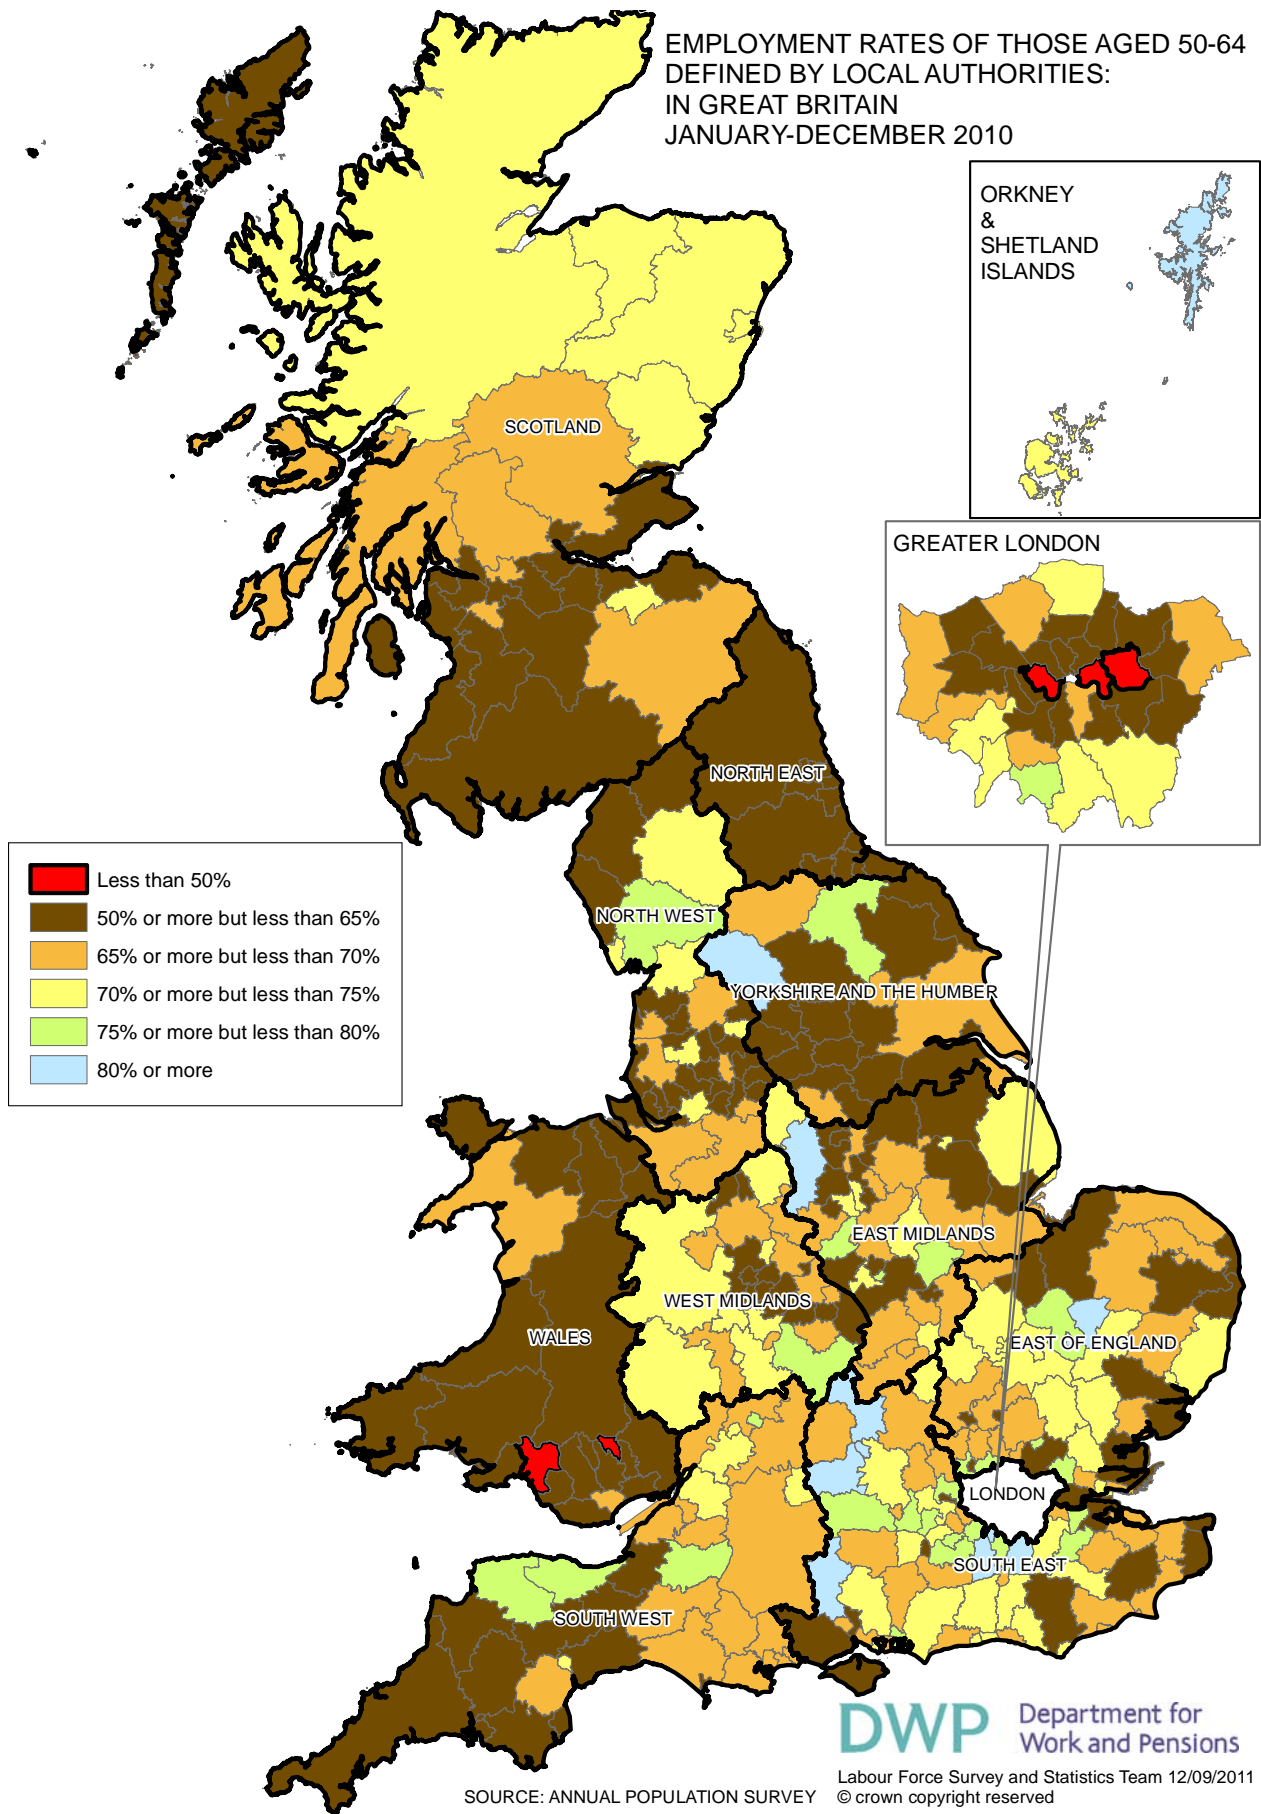 EMPLOYMENT RATES OF THOSE AGED 50-64
DEFINED BY LOCAL AUTHORITIES:
IN GREAT BRITAIN
JANUARY-DECEMBER 2010
ORKNEY
&
SHETLAND
ISLANDS
SCOTLAND
GREATER LONDON
NORTH EAST
Less than 50%
50% or more but less than 65%
65% or more but less than 70%
70% or more but less than 75%
75% or more but less than 80%
80% or more
NORTH WEST
YORKSHIRE AND THE HUMBER
EAST MIDLANDS
WEST MIDLANDS
WALES
EAST OF ENGLAND
LONDON
SOUTH EAST
SOUTH WEST
DWP
Department for
Work and Pensions
Labour Force Survey and Statistics Team 12/09/2011
SOURCE: ANNUAL POPULATION SURVEY
© crown copyright reserved